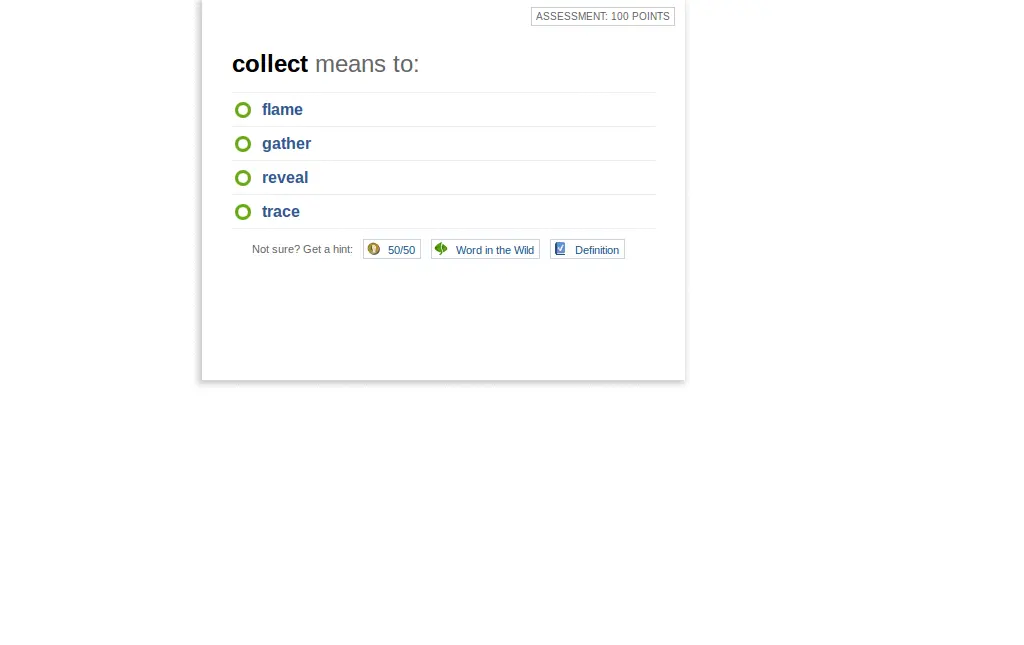 ASSESSMENT: 100 POINTS
collect means to:
flame
gather
reveal
trace
Not sure? Get a hint: 50/50 Word in the Wild Definition